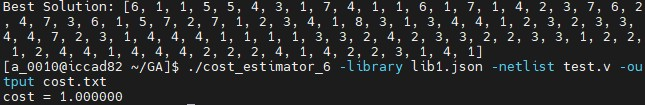 Best Solution: [6, 1, 1, 5, 5, 4, 3, 1, 7, 4, 1, 1, 6, 1, 7, 1, 4, 2, 3, 7, 6, 2
, 4, 7, 3, 6, 1, 5, 7, 2, 7, 1, 2, 3, 4, 1, 8, 3, 1, 3, 4, 4, 1, 2, 3, 2, 3, 3,
4, 4, 7, 2, 3, 1, 4, 4, 4, 1, 1, 1, 1, 3, 3, 2, 4, 2, 3, 3, 2, 2, 3, 3, 1, 2, 2
, 1, 2, 4, 4, 1, 4, 4, 4, 2, 2, 2, 4, 1, 4, 2, 2, 3, 1, 4, 1]
[a_0010@iccad82 ~/GA]$ ./cost_estimator_6 -library lib1.json -netlist test.v -ou
tput cost.txt
cost = 1.000000